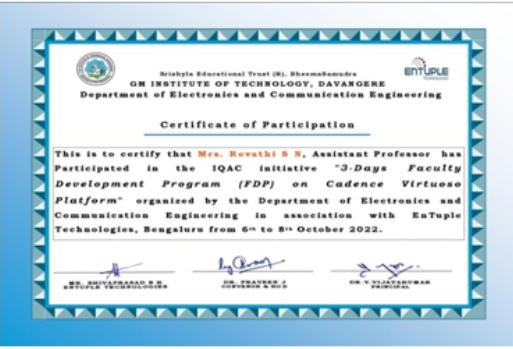 ENTUPLE
TECHNOLOGIES
Srishyla Educational Trust (R), BheemaSamudra
GM INSTITUTE OF TECHNOLOGY, DAVANGERE
Department of Electronics and Communication Engineering
Certificate of Participation
This is to certify that Mrs. Revathi S N, Assistant Professor has
Participated in the IQAC initiative "3-Days Faculty
Development Program (FDP) on Cadence Virtuoso
Platform" organized by the Department of Electronics and
Communication Engineering in association with EnTuple
Technologies, Bengaluru from 6th to 8th October 2022.
MR. SHIVAPRASAD B H
ENTUPLE TECHNOLOGIES
DR. PRAVEEN J
CONVENOR & HOD
DR.Y.VIJAYAKUMAR
PRINCIPAL